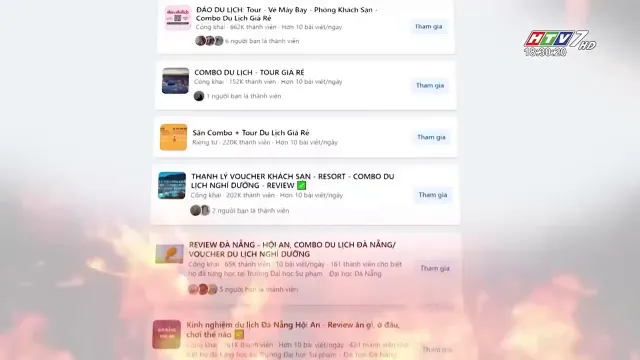 ĐẢO DU LỊCH: Tour - Vé Máy Bay - Phòng Khách Sạn -
Combo Du Lịch Giá Rẻ
Công khai · 662K thành viên · Hơn 10 bài viết/ngày
6 người bạn là thành viên
Tham gia
HTV7 HD
18:30:20
COMBO DU LỊCH - TOUR GIÁ RẺ
Công khai · 152K thành viên · Hơn 10 bài viết/ngày
1 người bạn là thành viên
Tham gia
Săn Combo + Tour Du Lịch Giá Rẻ
Riêng tư · 220K thành viên · Hơn 10 bài viết/ngày
Tham gia
THANH LÝ VOUCHER KHÁCH SẠN - RESORT - COMBO DU
LỊCH NGHỈ DƯỠNG - REVIEW ✅
Công khai · 202K thành viên · Hơn 10 bài viết/ngày
2 người bạn là thành viên
Tham gia
REVIEW ĐÀ NẴNG - HỘI AN, COMBO DU LỊCH ĐÀ NẴNG/
VOUCHER DU LỊCH NGHỈ DƯỠNG
Công khai · 65K thành viên · 10 bài viết/ngày · 161 thành viên cho biết
họ đã từng học tại Trường Đại học Sư phạm - Đại học Đà Nẵng
5 người bạn là thành viên
Tham gia
Kinh nghiệm du lịch Đà Nẵng Hội An - Review ăn gì, ở đâu,
chơi thế nào ✅
Công khai · thành viên · Hơn 10 bài viết/ngày · thành viên cho
biết họ đã từng học tại Trường Đại học Sư phạm - Đại học Đà Nẵng
Tham gia